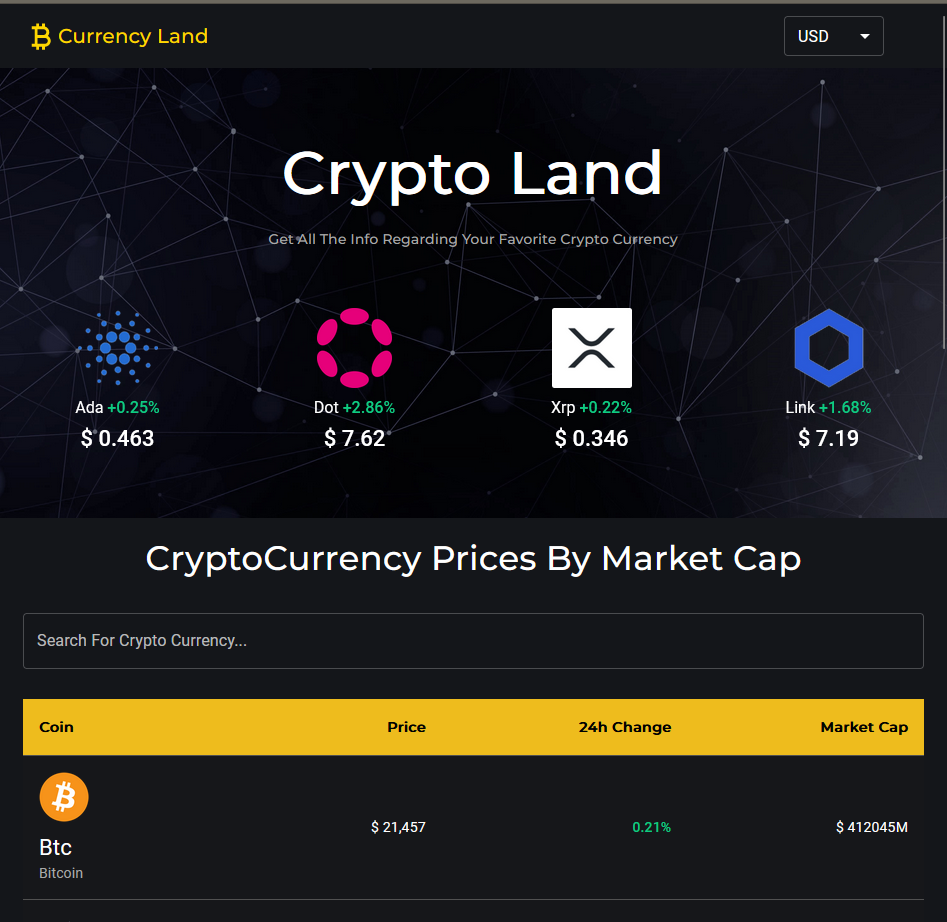 Currency Land
USD
Crypto Land
Get All The Info Regarding Your Favorite Crypto Currency
Ada +0.25%
$ 0.463
Dot +2.86%
$ 7.62
Xrp +0.22%
$ 0.346
Link +1.68%
$ 7.19
CryptoCurrency Prices By Market Cap
Search For Crypto Currency...
Coin Price 24h Change Market Cap
Btc
Bitcoin
$ 21,457 0.21% $ 412045M